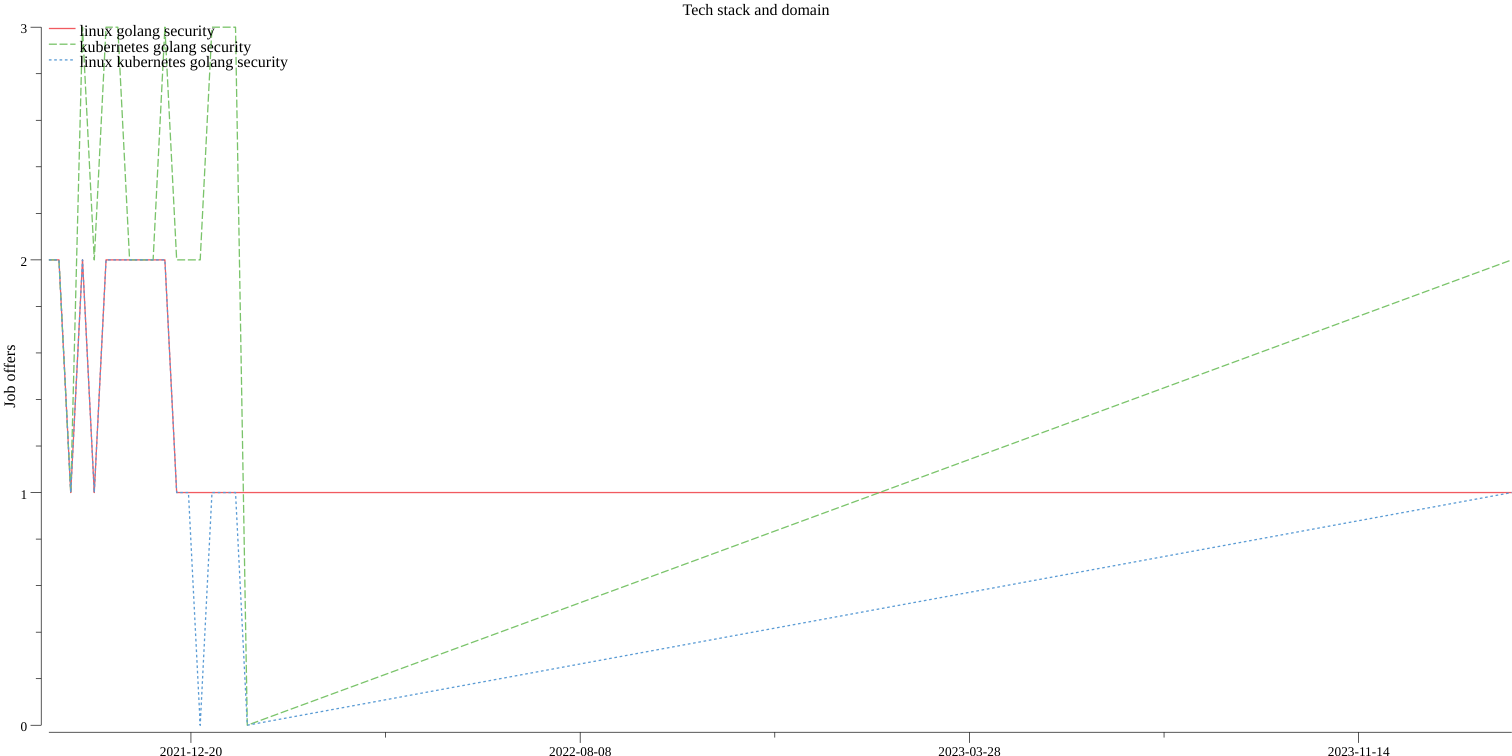 Tech stack and domain
3
linux golang security
kubernetes golang security
linux kubernetes golang security
2
Job offers
1
0
2021-12-20
2022-08-08
2023-03-28
2023-11-14